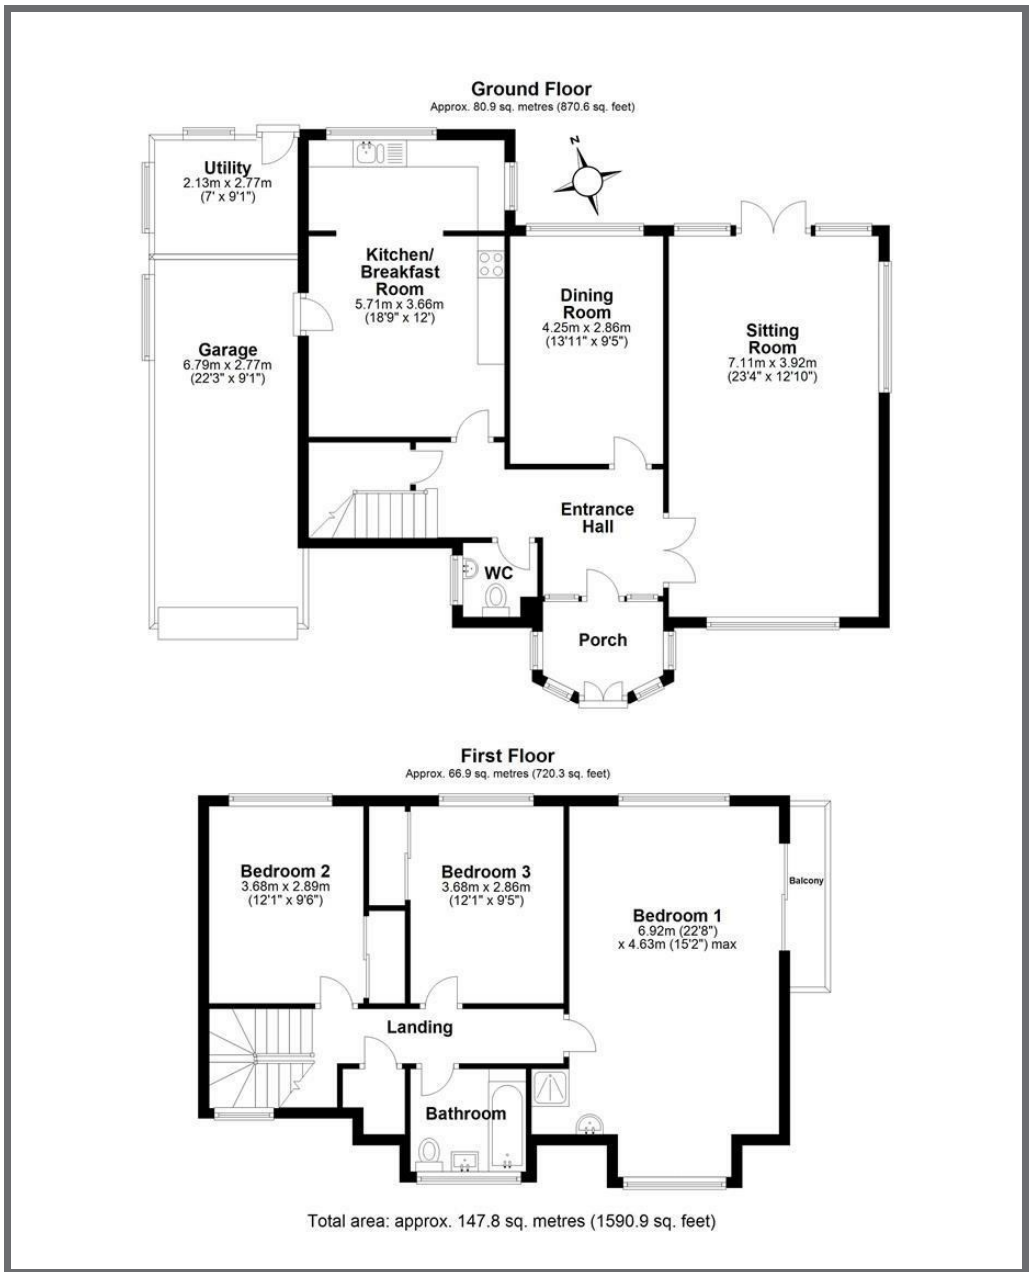 Ground Floor
Approx. 80.9 sq. metres (870.6 sq. feet)
N
Utility
2.13m x 2.77m
(7' x 9'1")
Kitchen/
Breakfast
Room
5.71m x 3.66m
(18'9" x 12')
Dining
Room
4.25m x 2.86m
(13'11" x 9'5")
Sitting
Room
7.11m x 3.92m
(23'4" x 12'10")
Garage
6.79m x 2.77m
(22'3" x 9'1")
Entrance
Hall
WC
Porch
First Floor
Approx. 66.9 sq. metres (720.3 sq. feet)
Bedroom 2
3.68m x 2.89m
(12'1" x 9'6")
Bedroom 3
3.68m x 2.86m
(12'1" x 9'5")
Bedroom 1
6.92m (22'8")
x 4.63m (15'2") max
Balcony
Landing
Bathroom
Total area: approx. 147.8 sq. metres (1590.9 sq. feet)